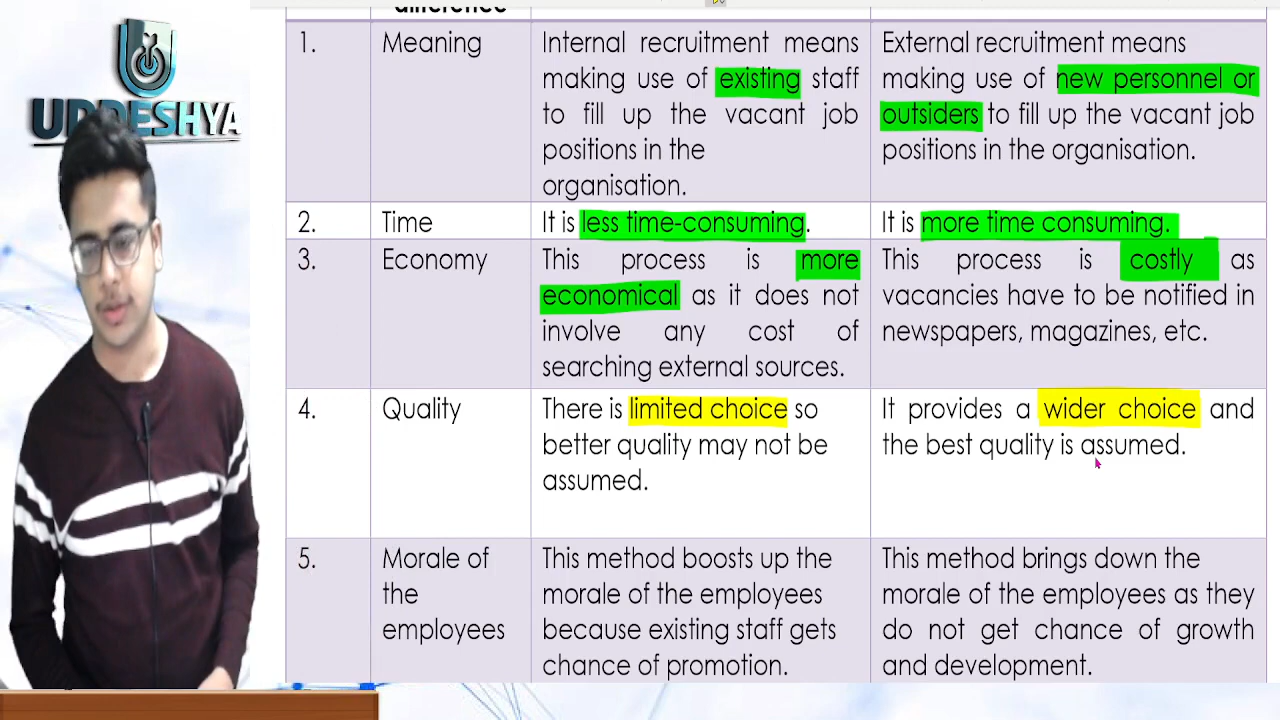 UDDESHYA
difference
1. Meaning Internal recruitment means External recruitment means
making use of existing staff making use of new personnel or
to fill up the vacant job outsiders to fill up the vacant job
positions in the positions in the organisation.
organisation.
2. Time It is less time-consuming. It is more time consuming.
3. Economy This process is more This process is costly as
economical as it does not vacancies have to be notified in
involve any cost of newspapers, magazines, etc.
searching external sources.
4. Quality There is limited choice so It provides a wider choice and
better quality may not be the best quality is assumed.
assumed.
5. Morale of This method boosts up the This method brings down the
the morale of the employees morale of the employees as they
employees because existing staff gets do not get chance of growth
chance of promotion. and development.